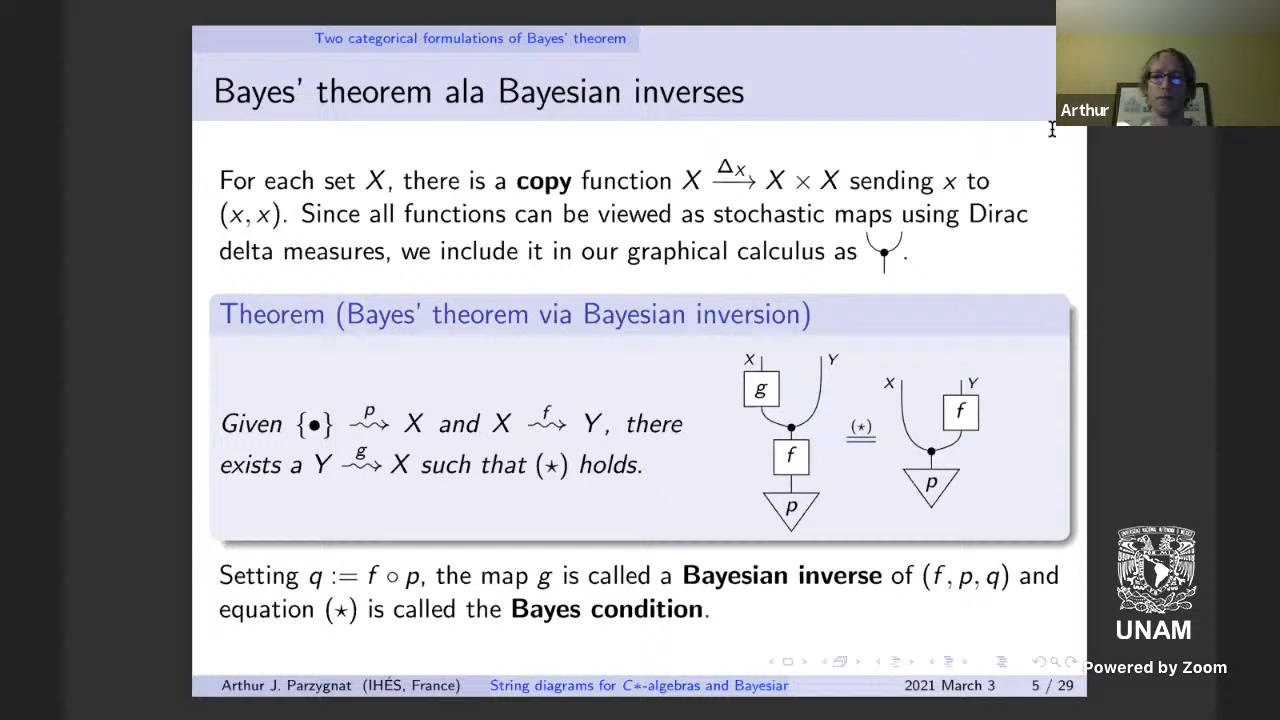 Two categorical formulations of Bayes' theorem
Bayes' theorem ala Bayesian inverses
Arthur
For each set X, there is a copy function X \xrightarrow{Δ_X} X × X sending x to
(x, x). Since all functions can be viewed as stochastic maps using Dirac
delta measures, we include it in our graphical calculus as .
Theorem (Bayes' theorem via Bayesian inversion)
Given {•} ⇝^p X and X ⇝^f Y, there
exists a Y ⇝^g X such that (⋆) holds.
X Y
g
f
p
(⋆)
X Y
f
p
Setting q := f ∘ p, the map g is called a Bayesian inverse of (f, p, q) and
equation (⋆) is called the Bayes condition.
UNAM
Powered by Zoom
Arthur J. Parzygnat (IHÉS, France) String diagrams for C*-algebras and Bayesiar 2021 March 3 5 / 29